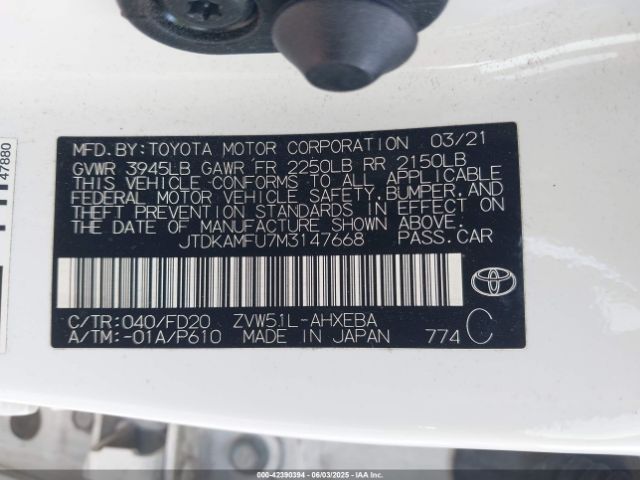 47880
MFD.BY:TOYOTA MOTOR CORPORATION 03/21
GVWR 3945LB GAWR FR 2250LB RR 2150LB
THIS VEHICLE CONFORMS TO ALL APPLICABLE
FEDERAL MOTOR VEHICLE SAFETY, BUMPER, AND
THEFT PREVENTION STANDARDS IN EFFECT ON
THE DATE OF MANUFACTURE SHOWN ABOVE.
JTDKAMFU7M3147668 PASS.CAR
C/TR:040/FD20 ZVW51L-AHXEBA
A/TM:-01A/P610 MADE IN JAPAN 774 C
000-42390394 - 06/03/2025 - IAAI